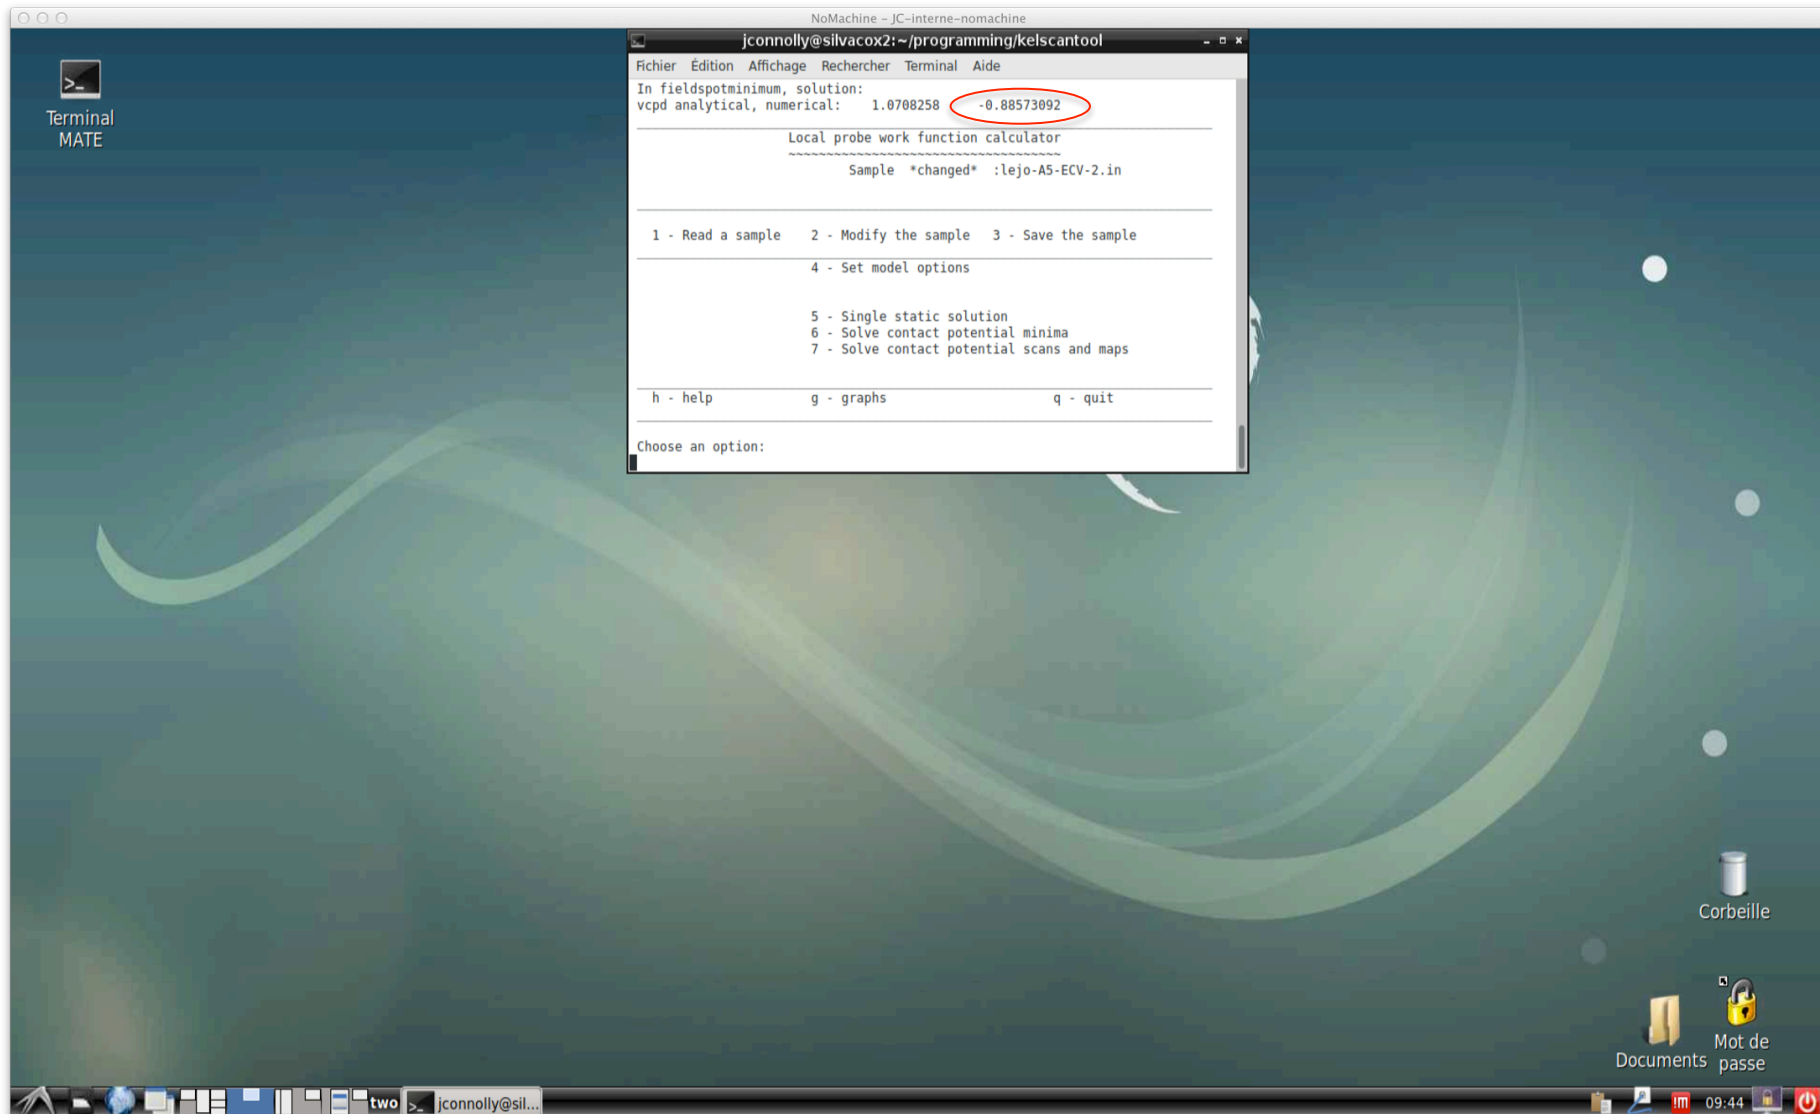 NoMachine – JC-interne-nomachine
Terminal
MATE
jconnolly@silvacox2:~/programming/kelscantool
Fichier Édition Affichage Rechercher Terminal Aide
In fieldspotminimum, solution:
vcpd analytical, numerical: 1.0708258 -0.88573092
Local probe work function calculator
~~~~~~~~~~~~~~~~~~~~~~~~~~~~~~~~~~~~
Sample *changed* :lejo-A5-ECV-2.in
1 - Read a sample 2 - Modify the sample 3 - Save the sample
4 - Set model options
5 - Single static solution
6 - Solve contact potential minima
7 - Solve contact potential scans and maps
h - help g - graphs q - quit
Choose an option:
Corbeille
Documents
Mot de
passe
two
jconnolly@sil...
!M
09:44